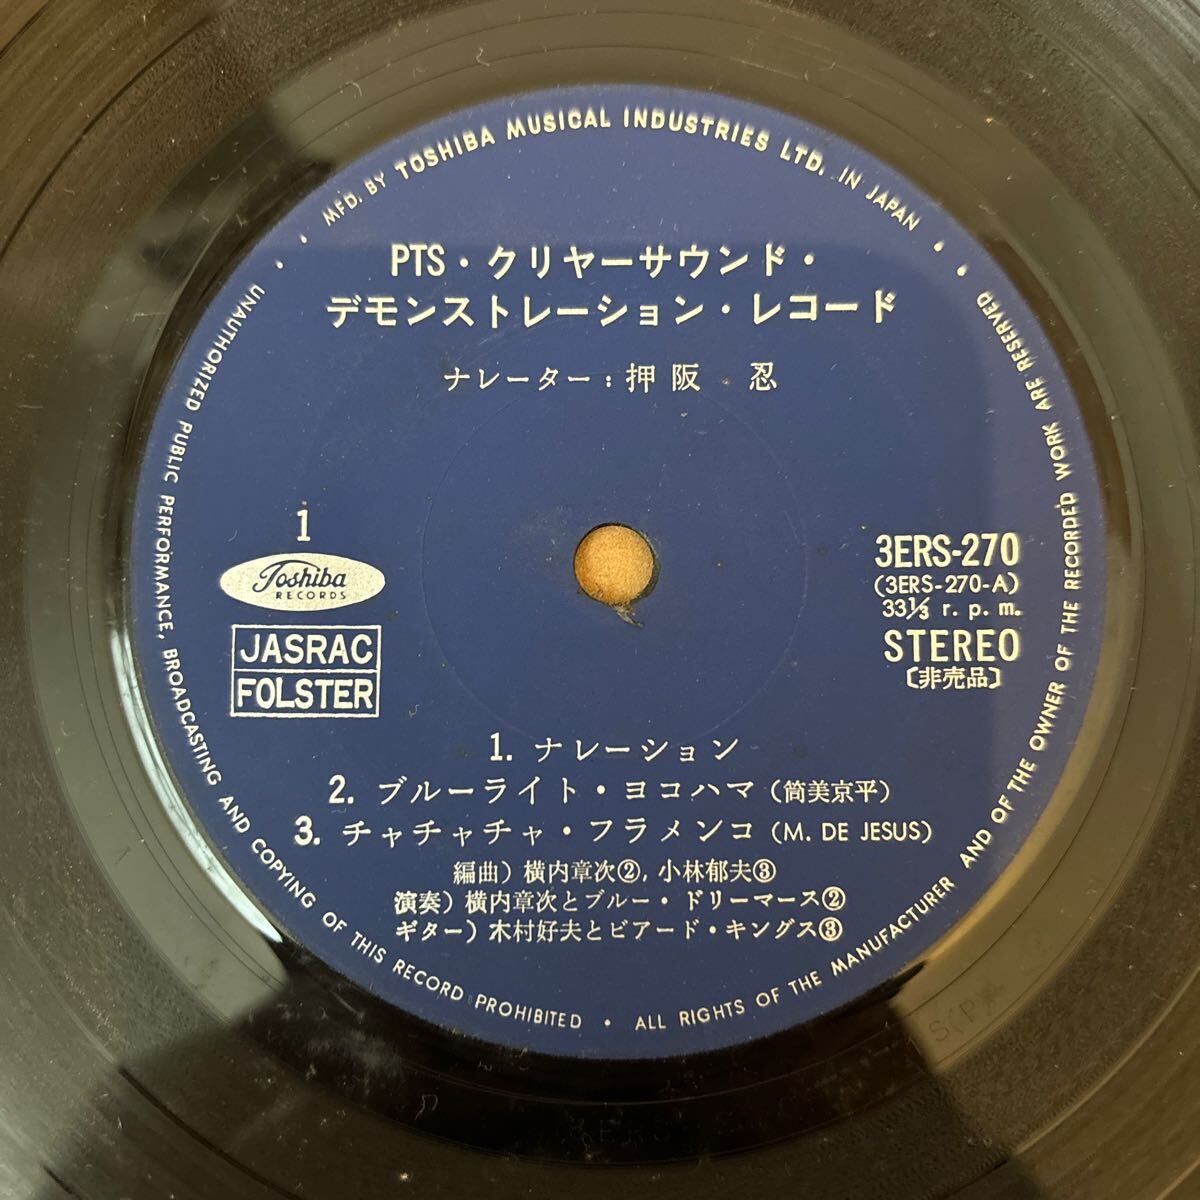 MFD. BY TOSHIBA MUSICAL INDUSTRIES LTD. IN JAPAN
PTS・クリヤーサウンド・
デモンストレーション・レコード
ナレーター：押阪 忍
1
Toshiba
RECORDS
JASRAC
FOLSTER
3ERS-270
(3ERS-270-A)
33⅓ r. p. m.
STEREO
〔非売品〕
1. ナレーション
2. ブルーライト・ヨコハマ (筒美京平)
3. チャチャチャ・フラメンコ (M. DE JESUS)
編曲) 横内章次②, 小林郁夫③
演奏) 横内章次とブルー・ドリーマース②
ギター) 木村好夫とビアード・キングス③
UNAUTHORIZED PUBLIC PERFORMANCE, BROADCASTING AND COPYING OF THIS RECORD PROHIBITED • ALL RIGHTS OF THE MANUFACTURER AND OF THE OWNER OF THE RECORDED WORK ARE RESERVED